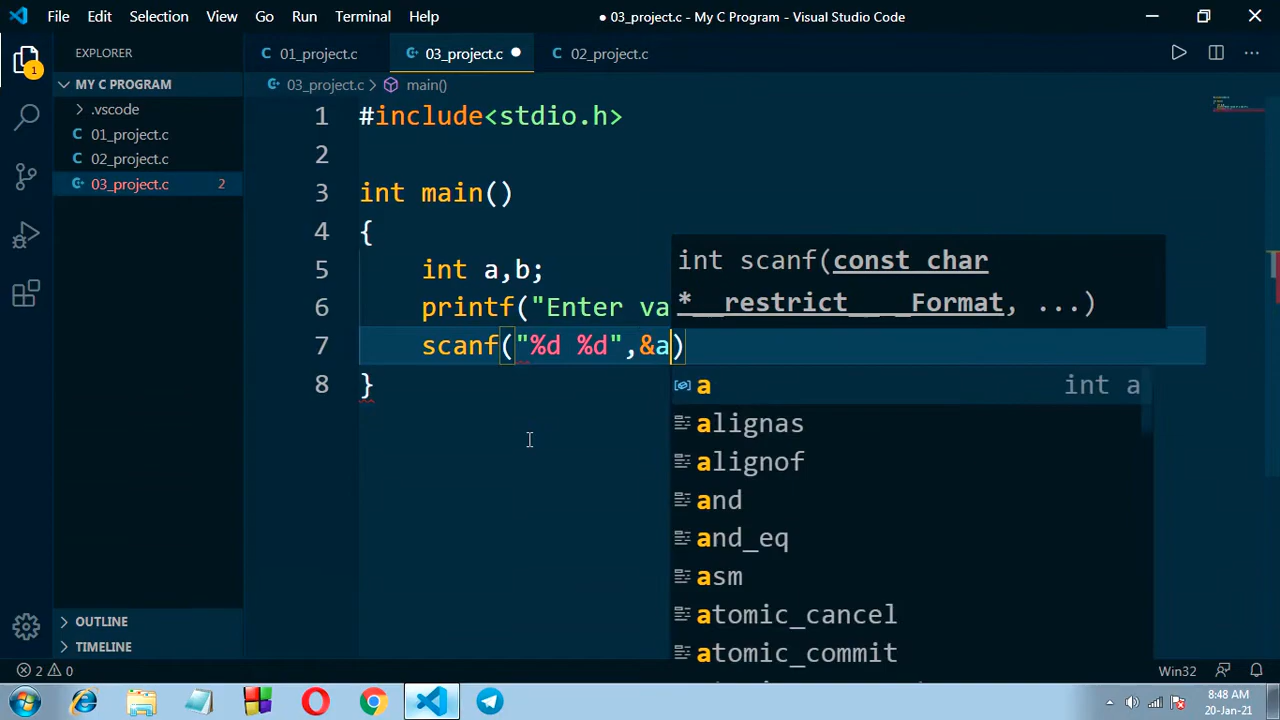 File Edit Selection View Go Run Terminal Help
● 03_project.c - My C Program - Visual Studio Code
EXPLORER
01_project.c 03_project.c ● 02_project.c
MY C PROGRAM
03_project.c > main()
.vscode
01_project.c
02_project.c
03_project.c 2
1 #include<stdio.h>
2
3 int main()
4 {
5 int a,b;
6 printf("Enter va
7 scanf("%d %d",&a)
8 }
int scanf(const char
*__restrict___Format, ...)
a int a
alignas
alignof
and
and_eq
asm
atomic_cancel
atomic_commit
1
OUTLINE
TIMELINE
2 0
Win32
8:48 AM
20-Jan-21